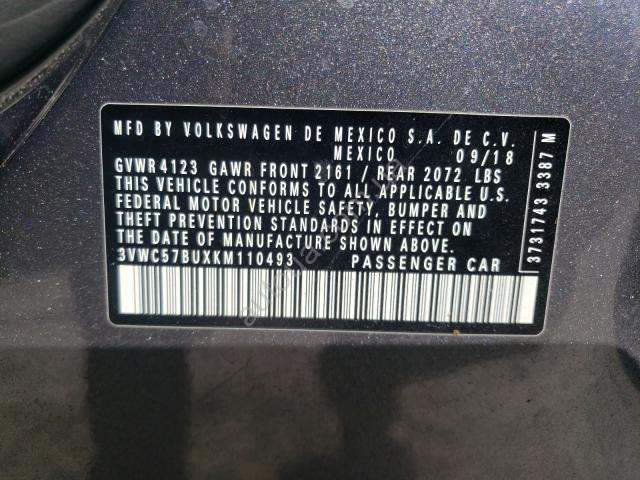 MFD BY VOLKSWAGEN DE MEXICO S.A. DE C.V.
MEXICO 09/18
GVWR 4123 GAWR FRONT 2161 / REAR 2072 LBS
THIS VEHICLE CONFORMS TO ALL APPLICABLE U.S.
FEDERAL MOTOR VEHICLE SAFETY, BUMPER AND
THEFT PREVENTION STANDARDS IN EFFECT ON
THE DATE OF MANUFACTURE SHOWN ABOVE.
3VWC57BUXKM110493 PASSENGER CAR
3731743 3387 M